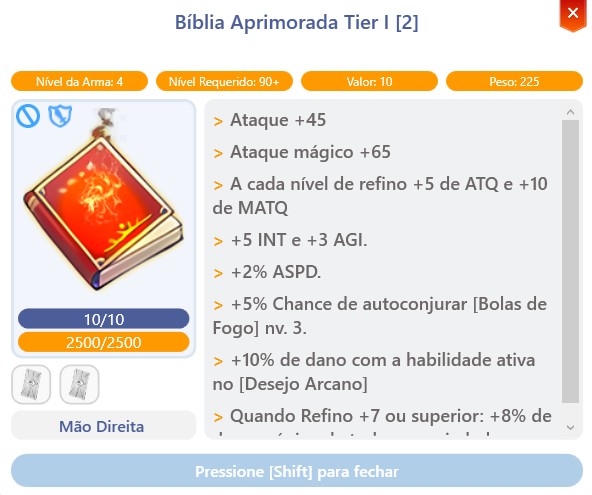 Bíblia Aprimorada Tier I [2]
Nível da Arma: 4
Nível Requerido: 90+
Valor: 10
Peso: 225
> Ataque +45
> Ataque mágico +65
> A cada nível de refino +5 de ATQ e +10
de MATQ
> +5 INT e +3 AGI.
> +2% ASPD.
> +5% Chance de autoconjurar [Bolas de
Fogo] nv. 3.
> +10% de dano com a habilidade ativa
no [Desejo Arcano]
> Quando Refino +7 ou superior: +8% de
10/10
2500/2500
Mão Direita
Pressione [Shift] para fechar